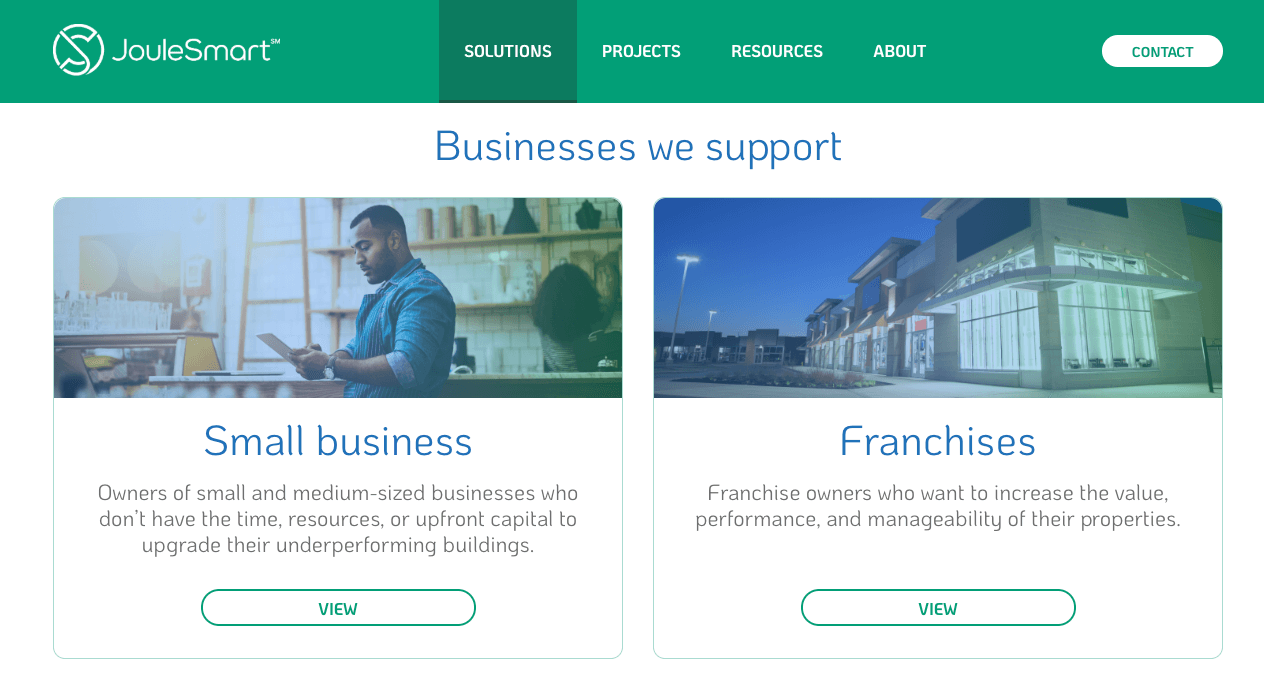 JouleSmart℠
SOLUTIONS
PROJECTS
RESOURCES
ABOUT
CONTACT
Businesses we support
Small business
Owners of small and medium-sized businesses who
don’t have the time, resources, or upfront capital to
upgrade their underperforming buildings.
VIEW
Franchises
Franchise owners who want to increase the value,
performance, and manageability of their properties.
VIEW